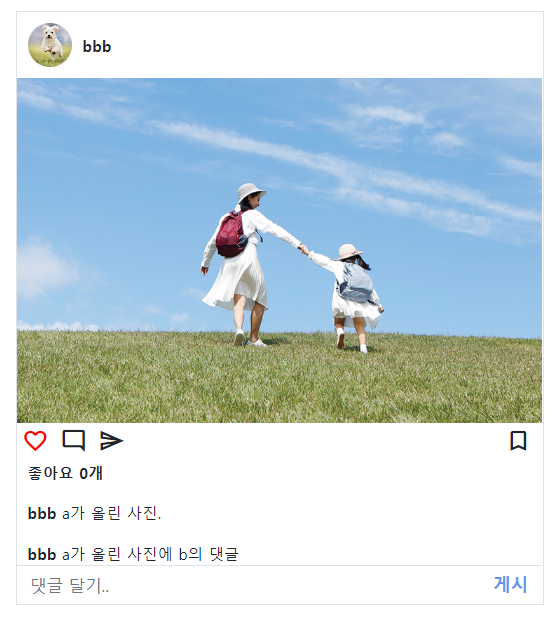 bbb
좋아요 0개
bbb a가 올린 사진.
bbb a가 올린 사진에 b의 댓글
댓글 달기..
게시